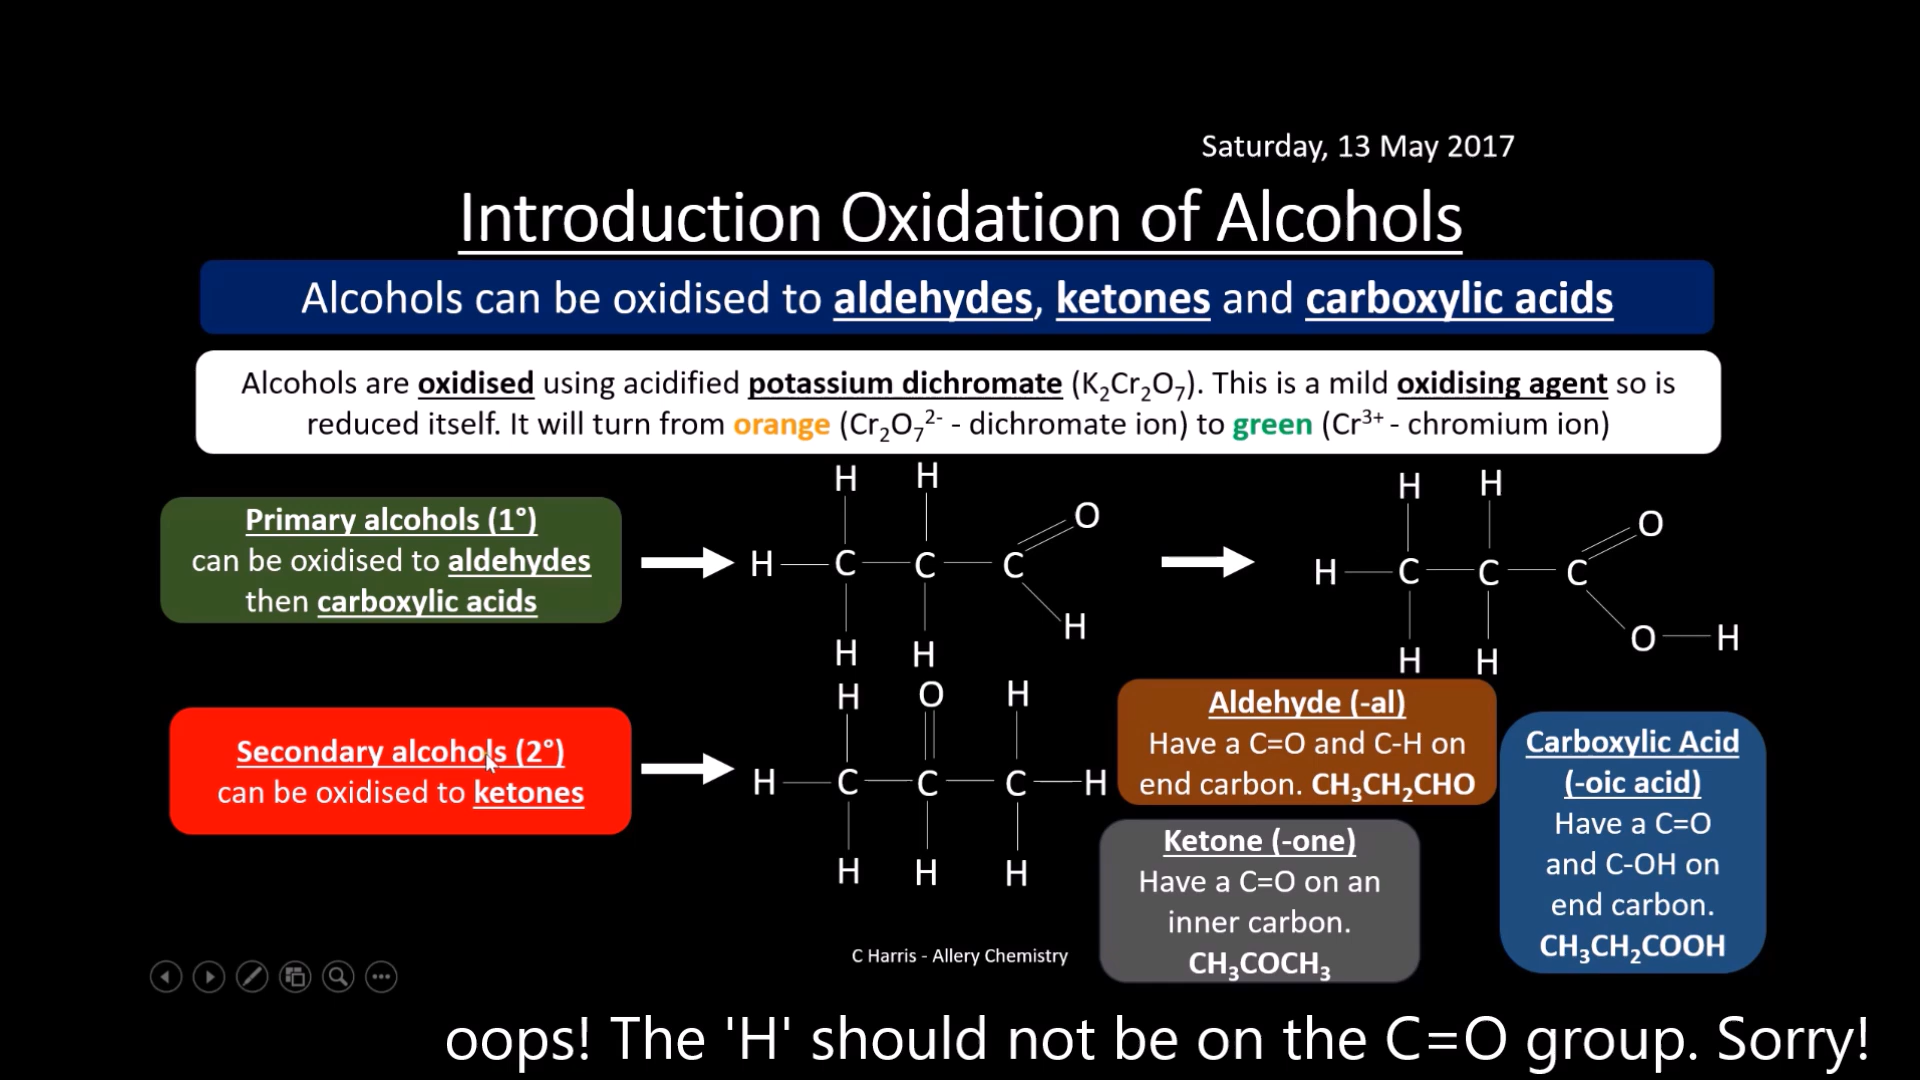 Saturday, 13 May 2017
Introduction Oxidation of Alcohols
Alcohols can be oxidised to aldehydes, ketones and carboxylic acids
Alcohols are oxidised using acidified potassium dichromate (K₂Cr₂O₇). This is a mild oxidising agent so is
reduced itself. It will turn from orange (Cr₂O₇²⁻ - dichromate ion) to green (Cr³⁺ - chromium ion)
Primary alcohols (1°)
can be oxidised to aldehydes
then carboxylic acids
H H
O
H C C C
H
H H
H H
O
H C C C
O H
H H
Secondary alcohols (2°)
can be oxidised to ketones
H O H
H C C C H
H H H
Aldehyde (-al)
Have a C=O and C-H on
end carbon. CH₃CH₂CHO
Ketone (-one)
Have a C=O on an
inner carbon.
CH₃COCH₃
Carboxylic Acid
(-oic acid)
Have a C=O
and C-OH on
end carbon.
CH₃CH₂COOH
C Harris - Allery Chemistry
oops! The 'H' should not be on the C=O group. Sorry!